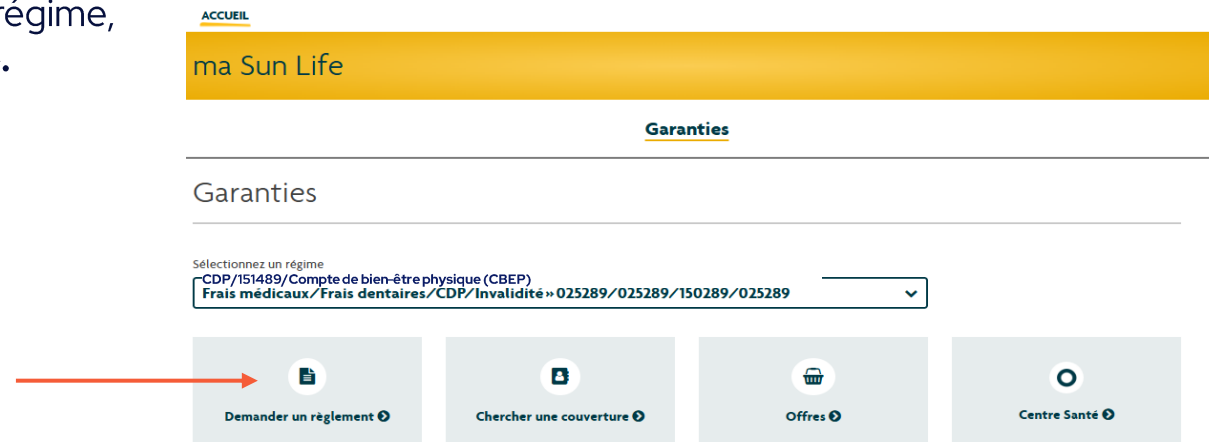 régime,
.
ACCUEIL
ma Sun Life
Garanties
Garanties
Sélectionnez un régime
CDP/151489/Compte de bien-être physique (CBEP)
Frais médicaux/Frais dentaires/CDP/Invalidité»025289/025289/150289/025289
Demander un règlement
Chercher une couverture
Offres
Centre Santé